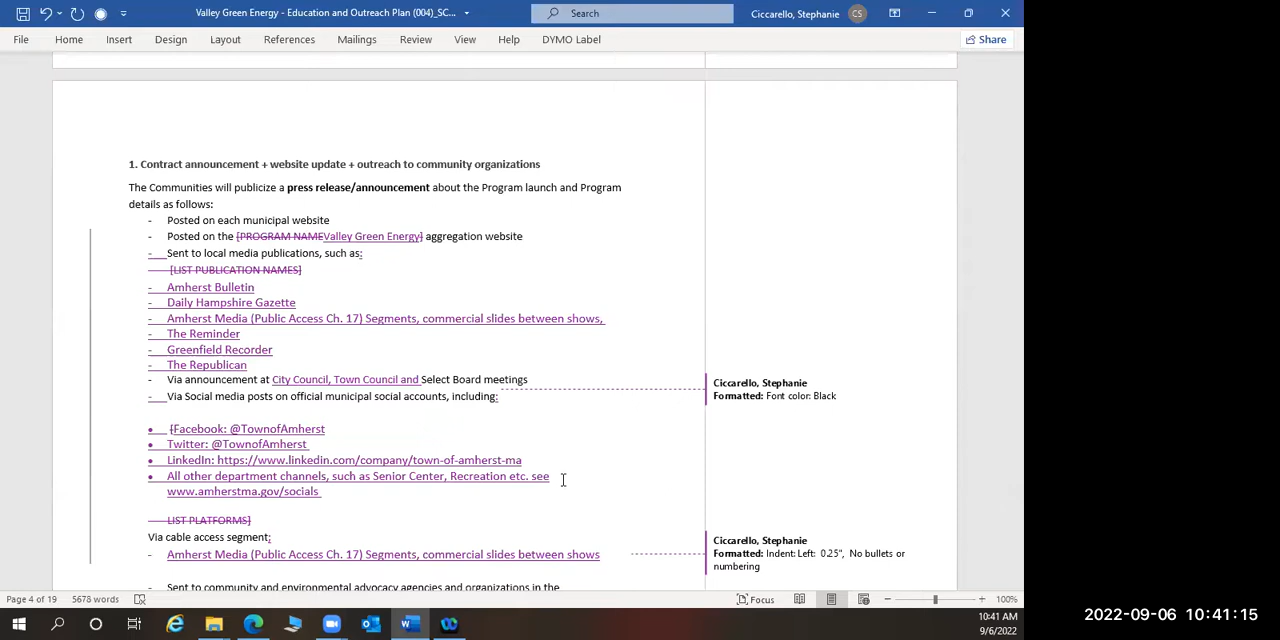 Valley Green Energy - Education and Outreach Plan (004)_SC...
Search
Ciccarello, Stephanie
CS
File Home Insert Design Layout References Mailings Review View Help DYMO Label
Share
1. Contract announcement + website update + outreach to community organizations
The Communities will publicize a press release/announcement about the Program launch and Program
details as follows:
- Posted on each municipal website
- Posted on the [PROGRAM NAMEValley Green Energy] aggregation website
- Sent to local media publications, such as:
[LIST PUBLICATION NAMES]
- Amherst Bulletin
- Daily Hampshire Gazette
- Amherst Media (Public Access Ch. 17) Segments, commercial slides between shows,
- The Reminder
- Greenfield Recorder
- The Republican
- Via announcement at City Council, Town Council and Select Board meetings
- Via Social media posts on official municipal social accounts, including:
Ciccarello, Stephanie
Formatted: Font color: Black
• [Facebook: @TownofAmherst
• Twitter: @TownofAmherst
• LinkedIn: https://www.linkedin.com/company/town-of-amherst-ma
• All other department channels, such as Senior Center, Recreation etc. see
www.amherstma.gov/socials
LIST PLATFORMS]
Via cable access segment:
- Amherst Media (Public Access Ch. 17) Segments, commercial slides between shows
Ciccarello, Stephanie
Formatted: Indent: Left: 0.25", No bullets or
numbering
- Sent to community and environmental advocacy agencies and organizations in the
Page 4 of 19 5678 words
Focus
100%
10:41 AM
9/6/2022
2022-09-06 10:41:15